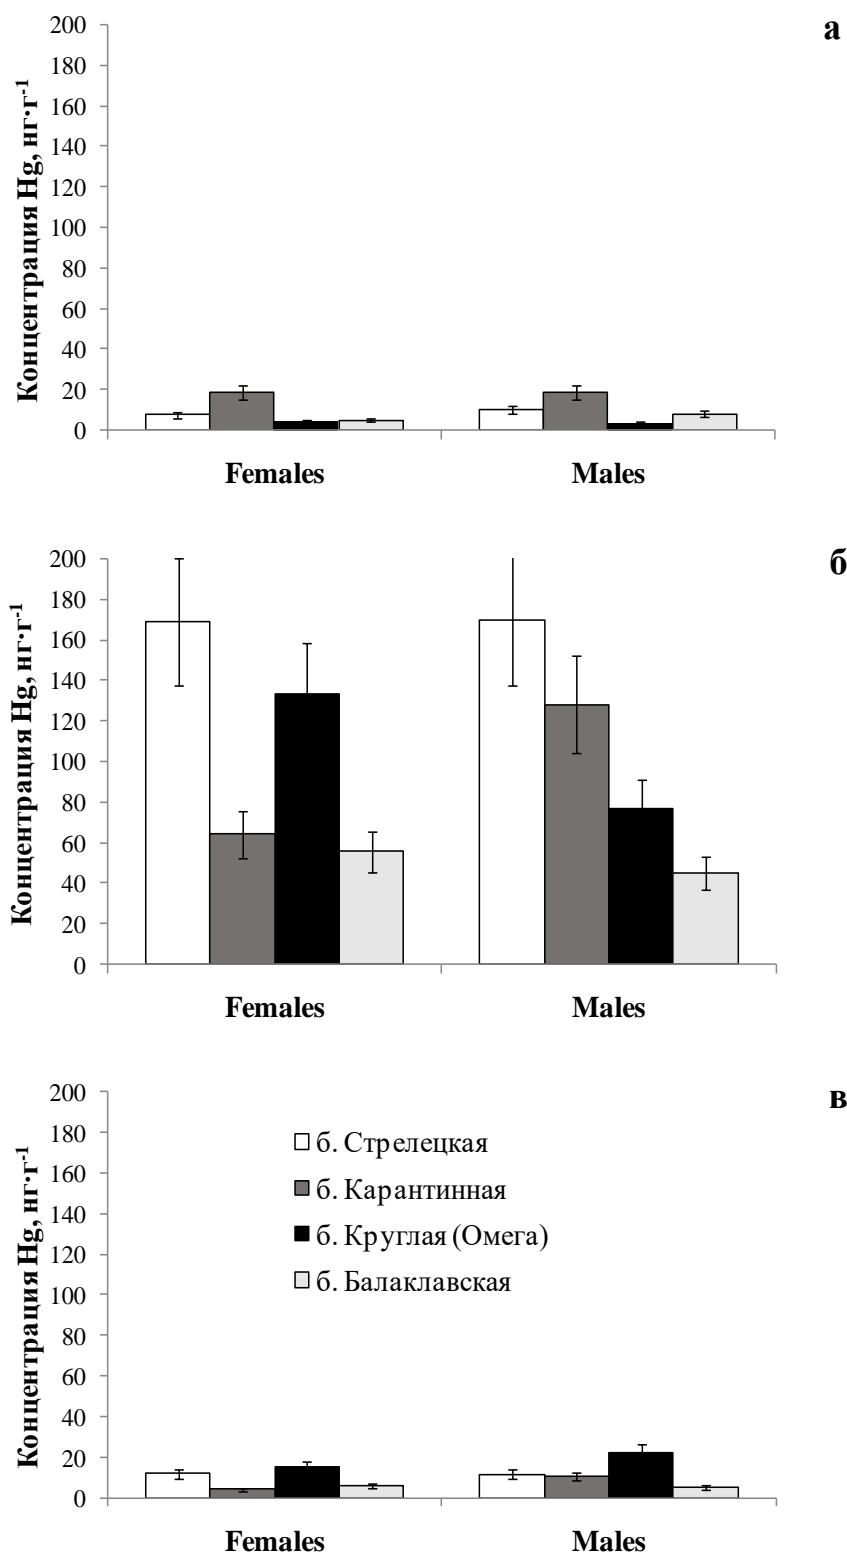 а
200
180
160
140
120
100
80
60
40
20
0
Концентрация Hg, нг·г-1
Females Males
б
200
180
160
140
120
100
80
60
40
20
0
Концентрация Hg, нг·г-1
Females Males
в
200
180
160
140
120
100
80
60
40
20
0
Концентрация Hg, нг·г-1
б. Стрелецкая
б. Карантинная
б. Круглая (Омега)
б. Балаклавская
Females Males